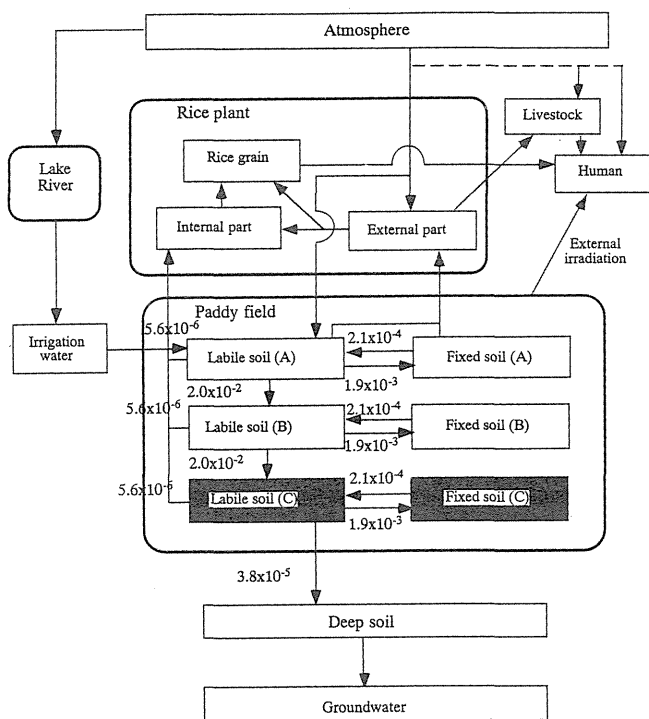 Atmosphere
Rice plant
Livestock
Lake
River
Rice grain
Human
Internal part
External part
External
irradiation
Paddy field
5.6x10-6
2.1x10-4
Irrigation
water
Labile soil (A)
Fixed soil (A)
2.0x10-2
1.9x10-3
5.6x10-6
2.1x10-4
Labile soil (B)
Fixed soil (B)
2.0x10-2
1.9x10-3
5.6x10-6
2.1x10-4
Labile soil (C)
Fixed soil (C)
1.9x10-3
3.8x10-5
Deep soil
Groundwater